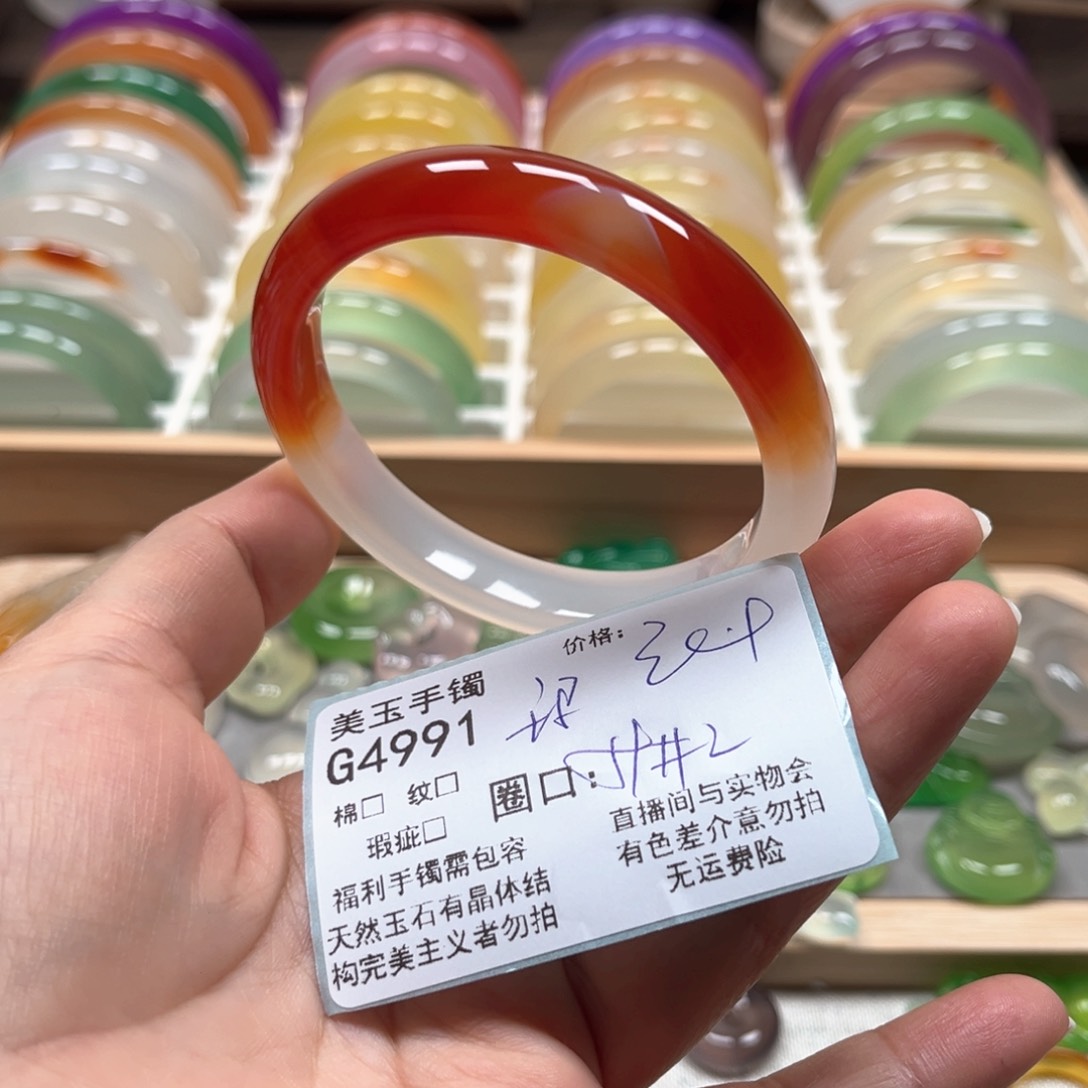 价格:
美玉手镯
G4991
棉□ 纹□
圈口:
瑕疵□
福利手镯需包容
天然玉石有晶体结
构完美主义者勿拍
直播间与实物会
有色差介意勿拍
无运费险